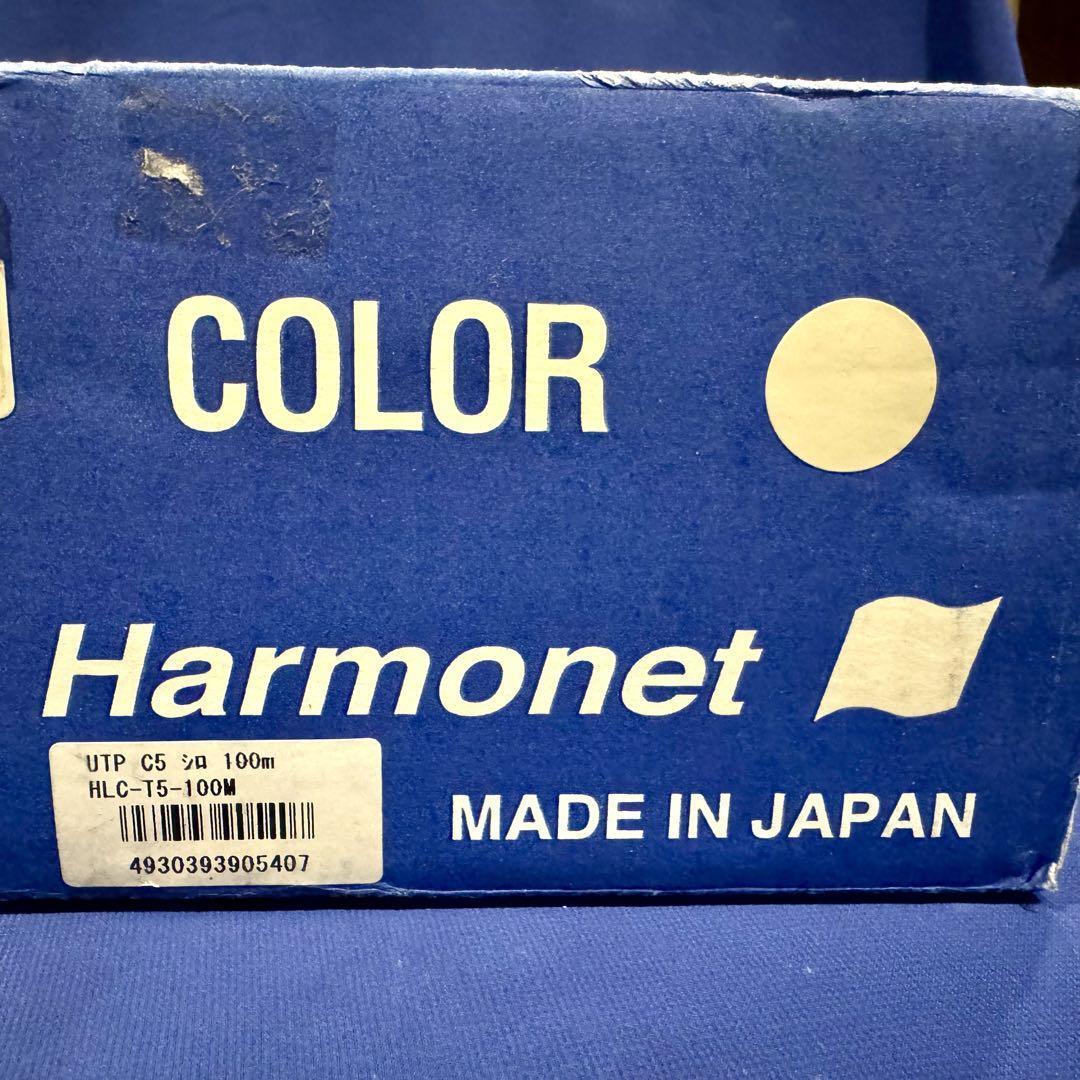 COLOR
Harmonet
UTP C5 ｼﾛ 100m
HLC-T5-100M
4930393905407
MADE IN JAPAN